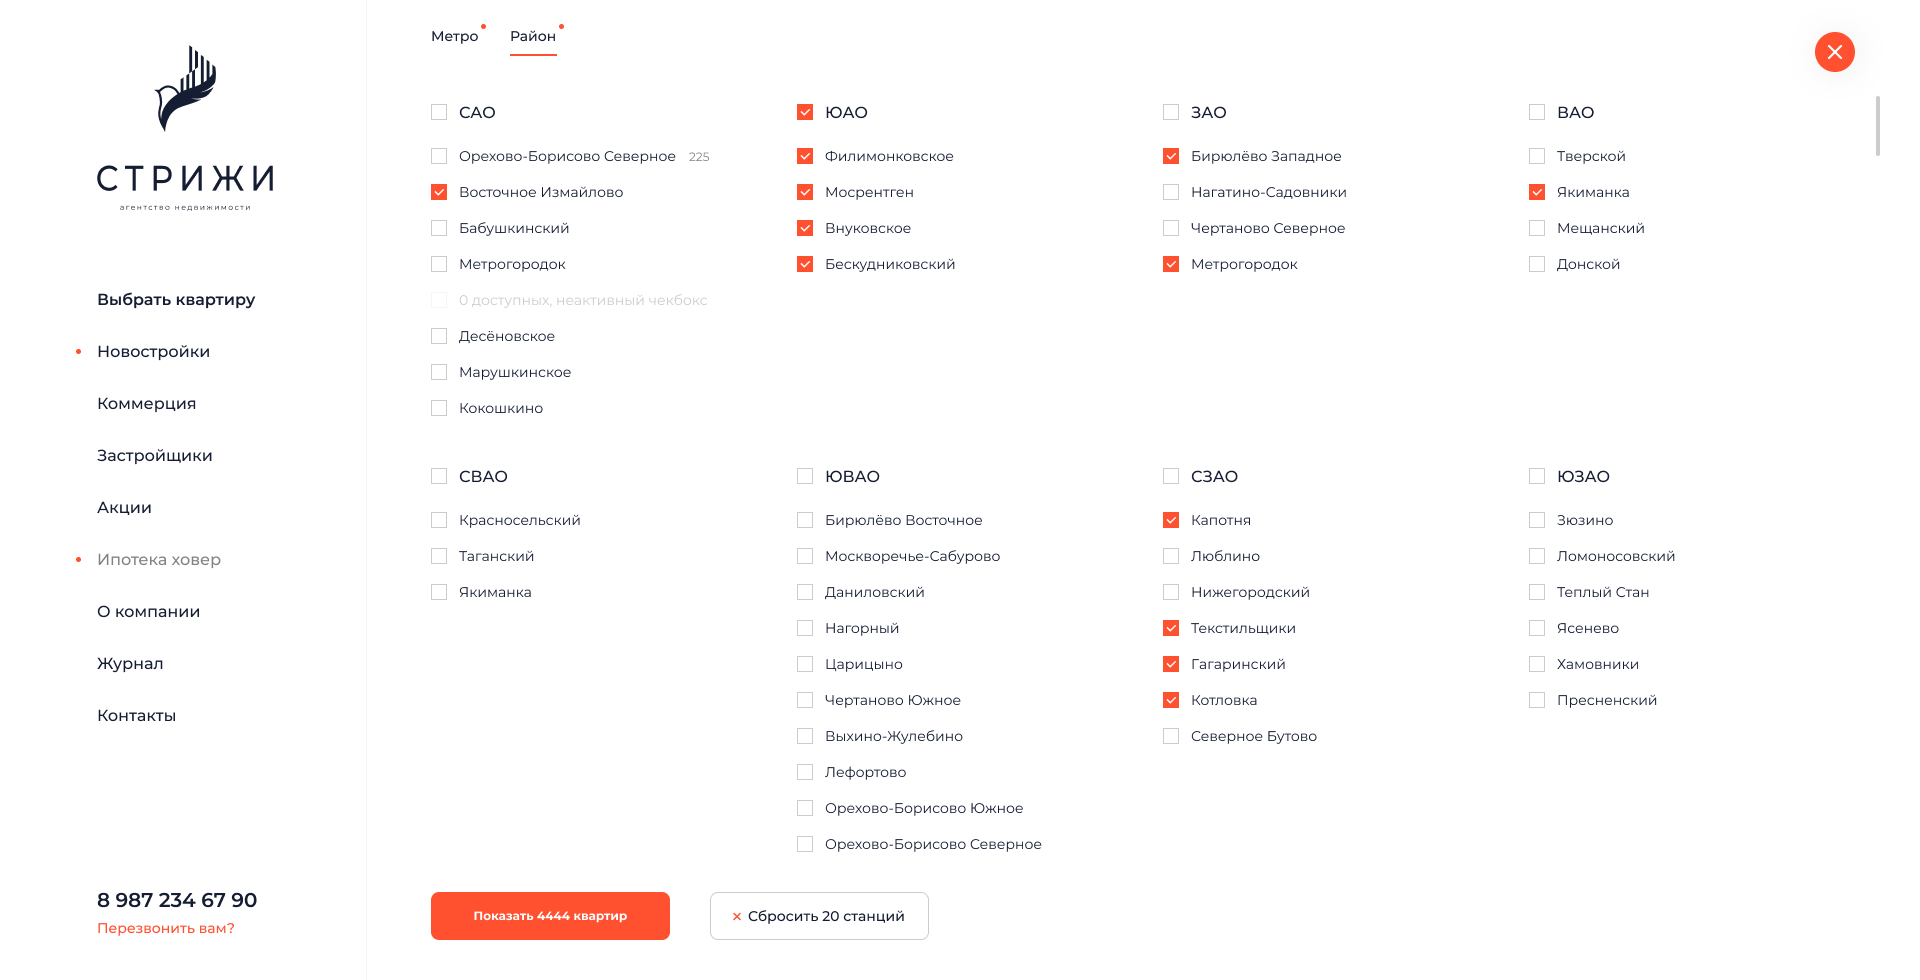 СТРИЖИ
агентство недвижимости
Выбрать квартиру
Новостройки
Коммерция
Застройщики
Акции
Ипотека ховер
О компании
Журнал
Контакты
8 987 234 67 90
Перезвонить вам?
Метро
Район
САО
Орехово-Борисово Северное 225
Восточное Измайлово
Бабушкинский
Метрогородок
0 доступных, неактивный чекбокс
Десёновское
Марушкинское
Кокошкино
ЮАО
Филимонковское
Мосрентген
Внуковское
Бескудниковский
ЗАО
Бирюлёво Западное
Нагатино-Садовники
Чертаново Северное
Метрогородок
ВАО
Тверской
Якиманка
Мещанский
Донской
СВАО
Красносельский
Таганский
Якиманка
ЮВАО
Бирюлёво Восточное
Москворечье-Сабурово
Даниловский
Нагорный
Царицыно
Чертаново Южное
Выхино-Жулебино
Лефортово
Орехово-Борисово Южное
Орехово-Борисово Северное
СЗАО
Капотня
Люблино
Нижегородский
Текстильщики
Гагаринский
Котловка
Северное Бутово
ЮЗАО
Зюзино
Ломоносовский
Теплый Стан
Ясенево
Хамовники
Пресненский
Показать 4444 квартир
Сбросить 20 станций